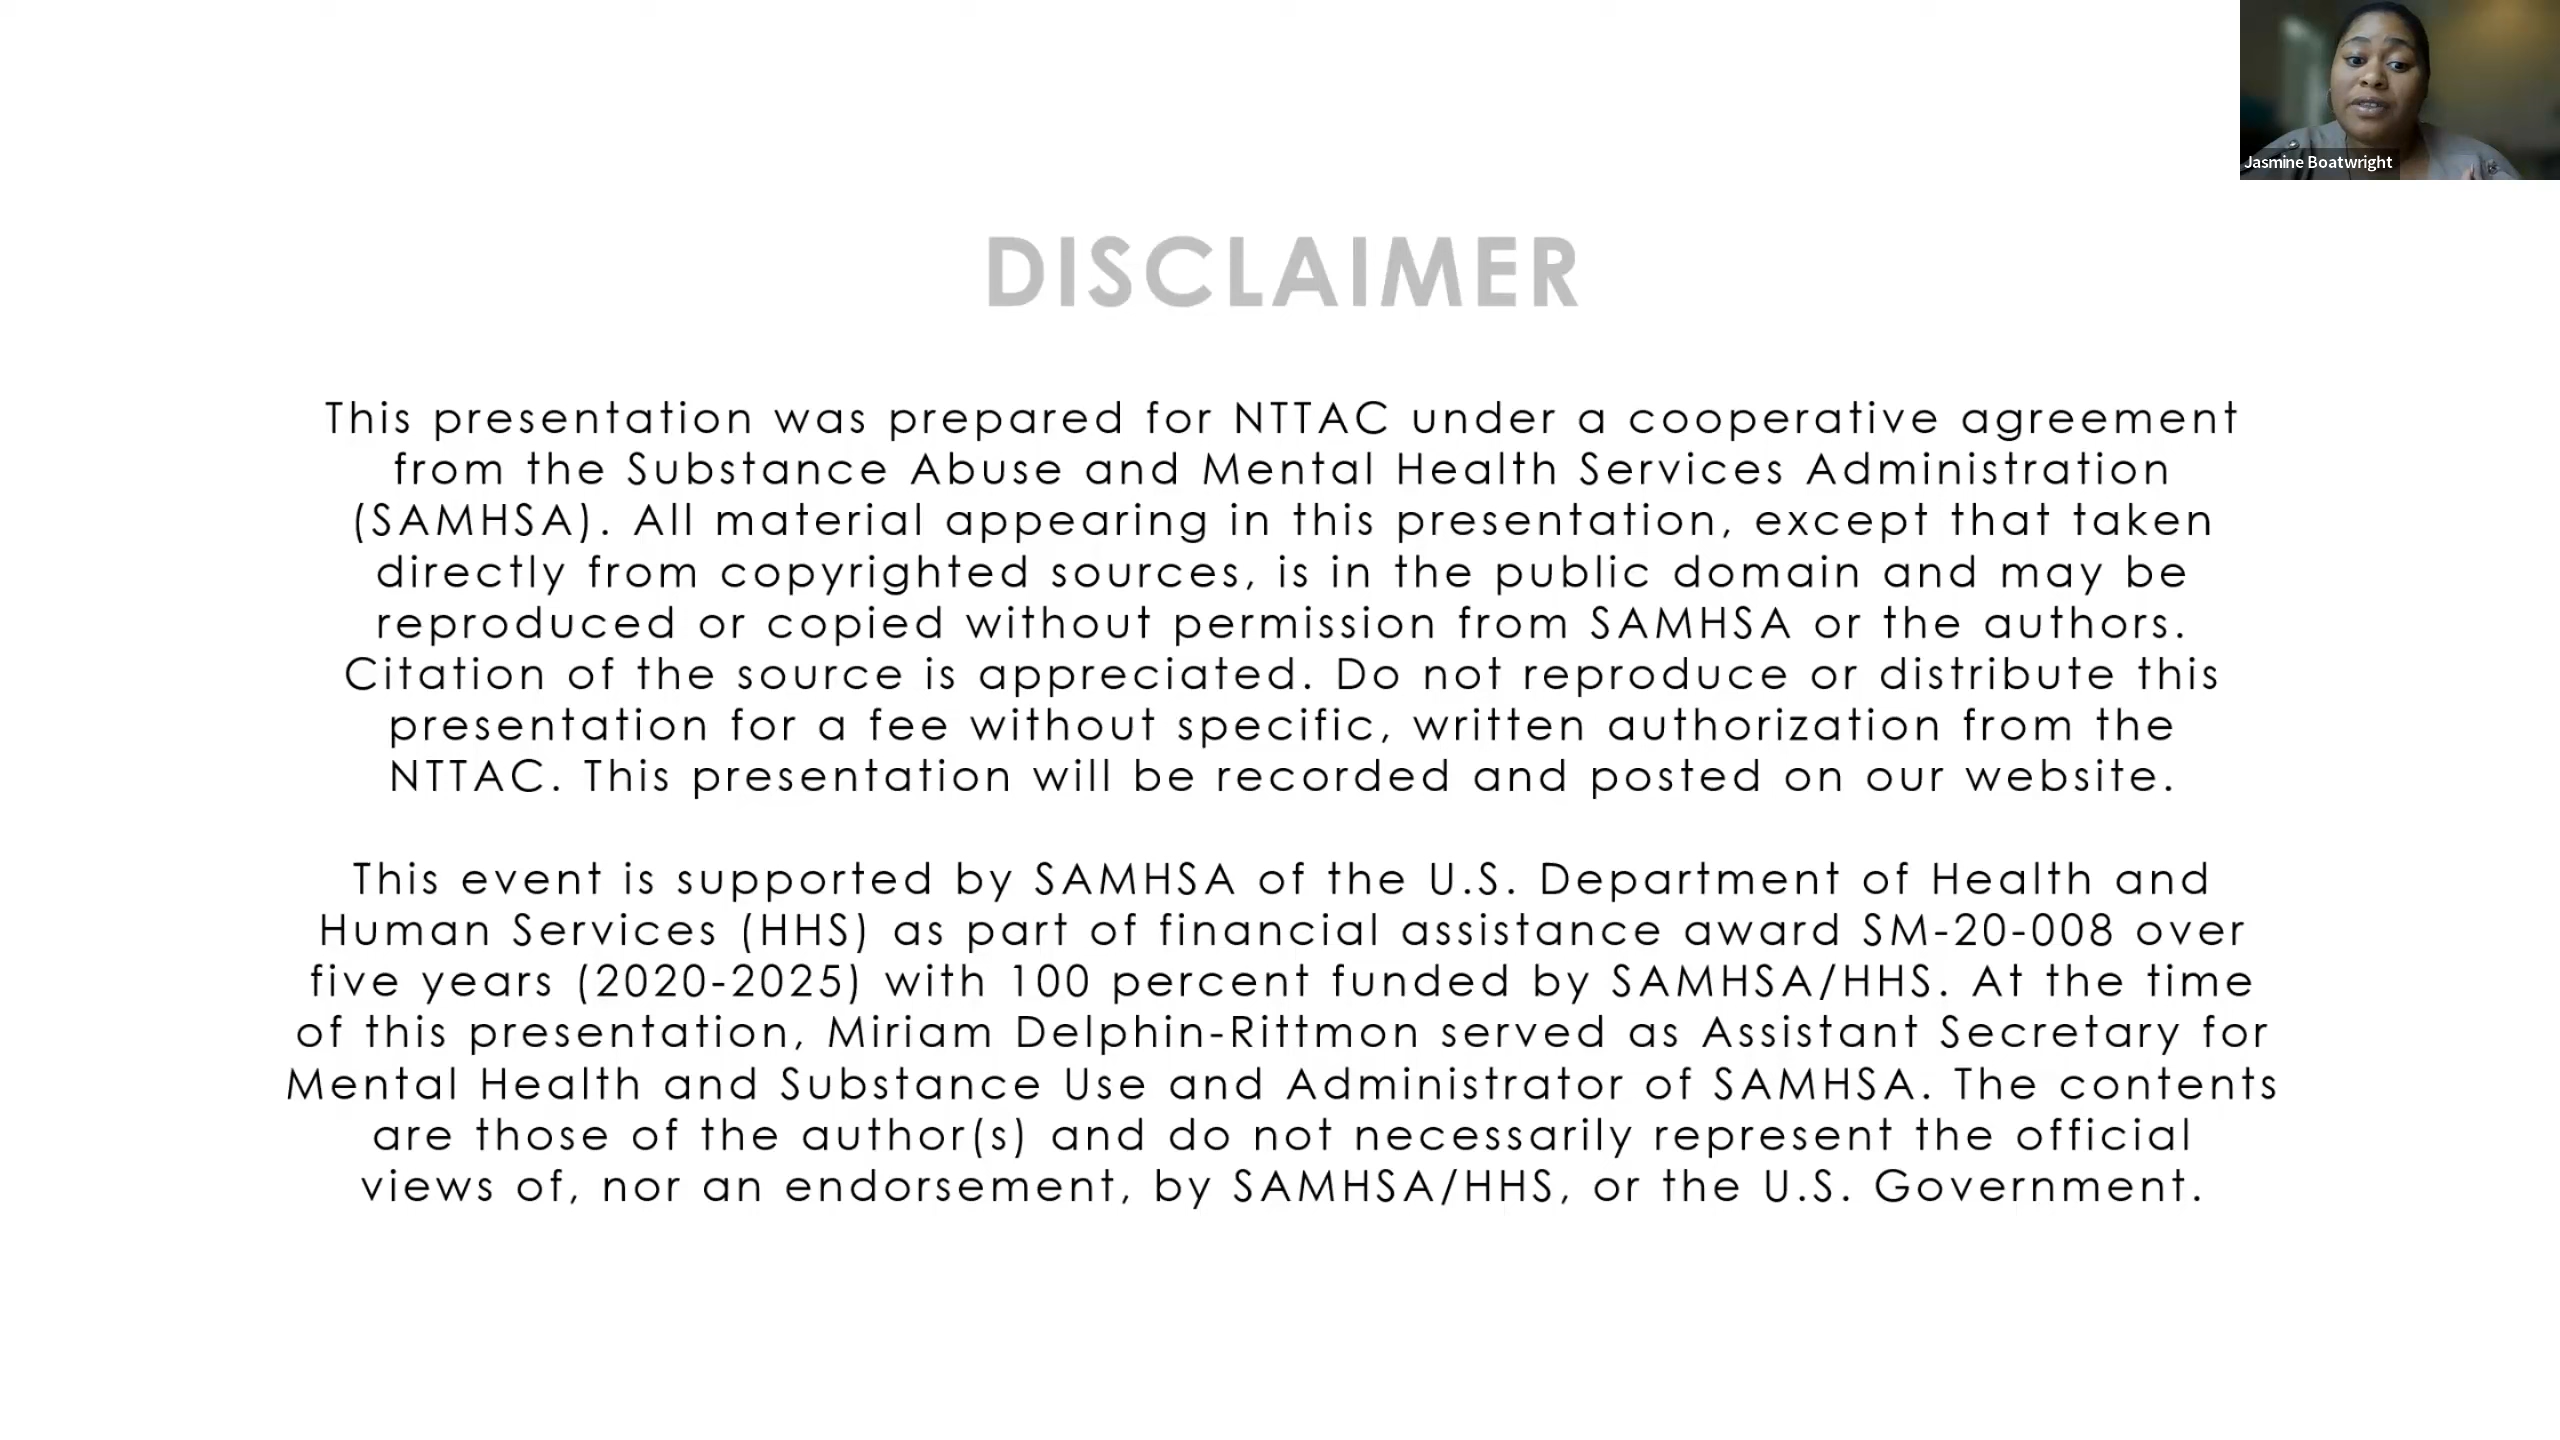 Jasmine Boatwright
DISCLAIMER
This presentation was prepared for NTTAC under a cooperative agreement
from the Substance Abuse and Mental Health Services Administration
(SAMHSA). All material appearing in this presentation, except that taken
directly from copyrighted sources, is in the public domain and may be
reproduced or copied without permission from SAMHSA or the authors.
Citation of the source is appreciated. Do not reproduce or distribute this
presentation for a fee without specific, written authorization from the
NTTAC. This presentation will be recorded and posted on our website.
This event is supported by SAMHSA of the U.S. Department of Health and
Human Services (HHS) as part of financial assistance award SM-20-008 over
five years (2020-2025) with 100 percent funded by SAMHSA/HHS. At the time
of this presentation, Miriam Delphin-Rittmon served as Assistant Secretary for
Mental Health and Substance Use and Administrator of SAMHSA. The contents
are those of the author(s) and do not necessarily represent the official
views of, nor an endorsement, by SAMHSA/HHS, or the U.S. Government.